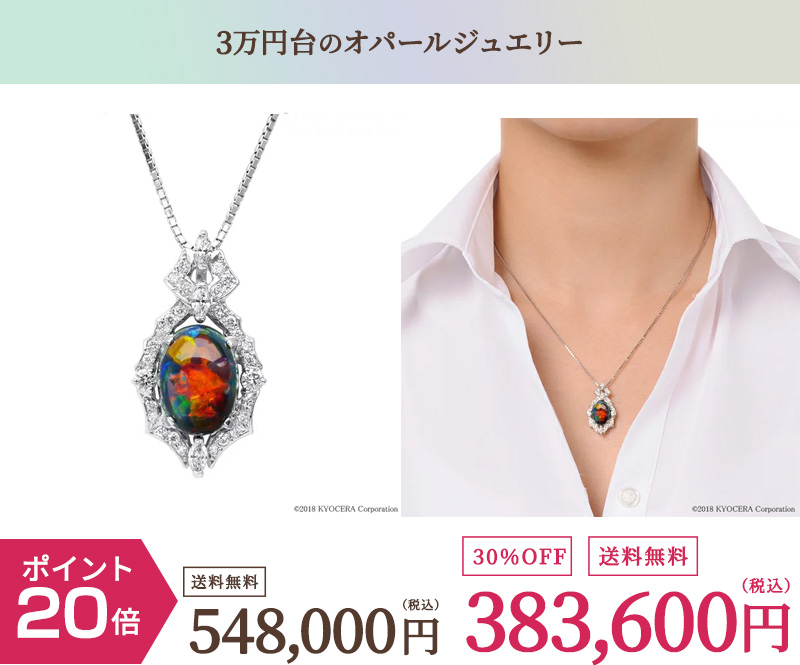 3万円台のオパールジュエリー
©2018 KYOCERA Corporation
©2018 KYOCERA Corporation
ポイント
20倍
送料無料
548,000円(税込)
30%OFF 送料無料
383,600円(税込)